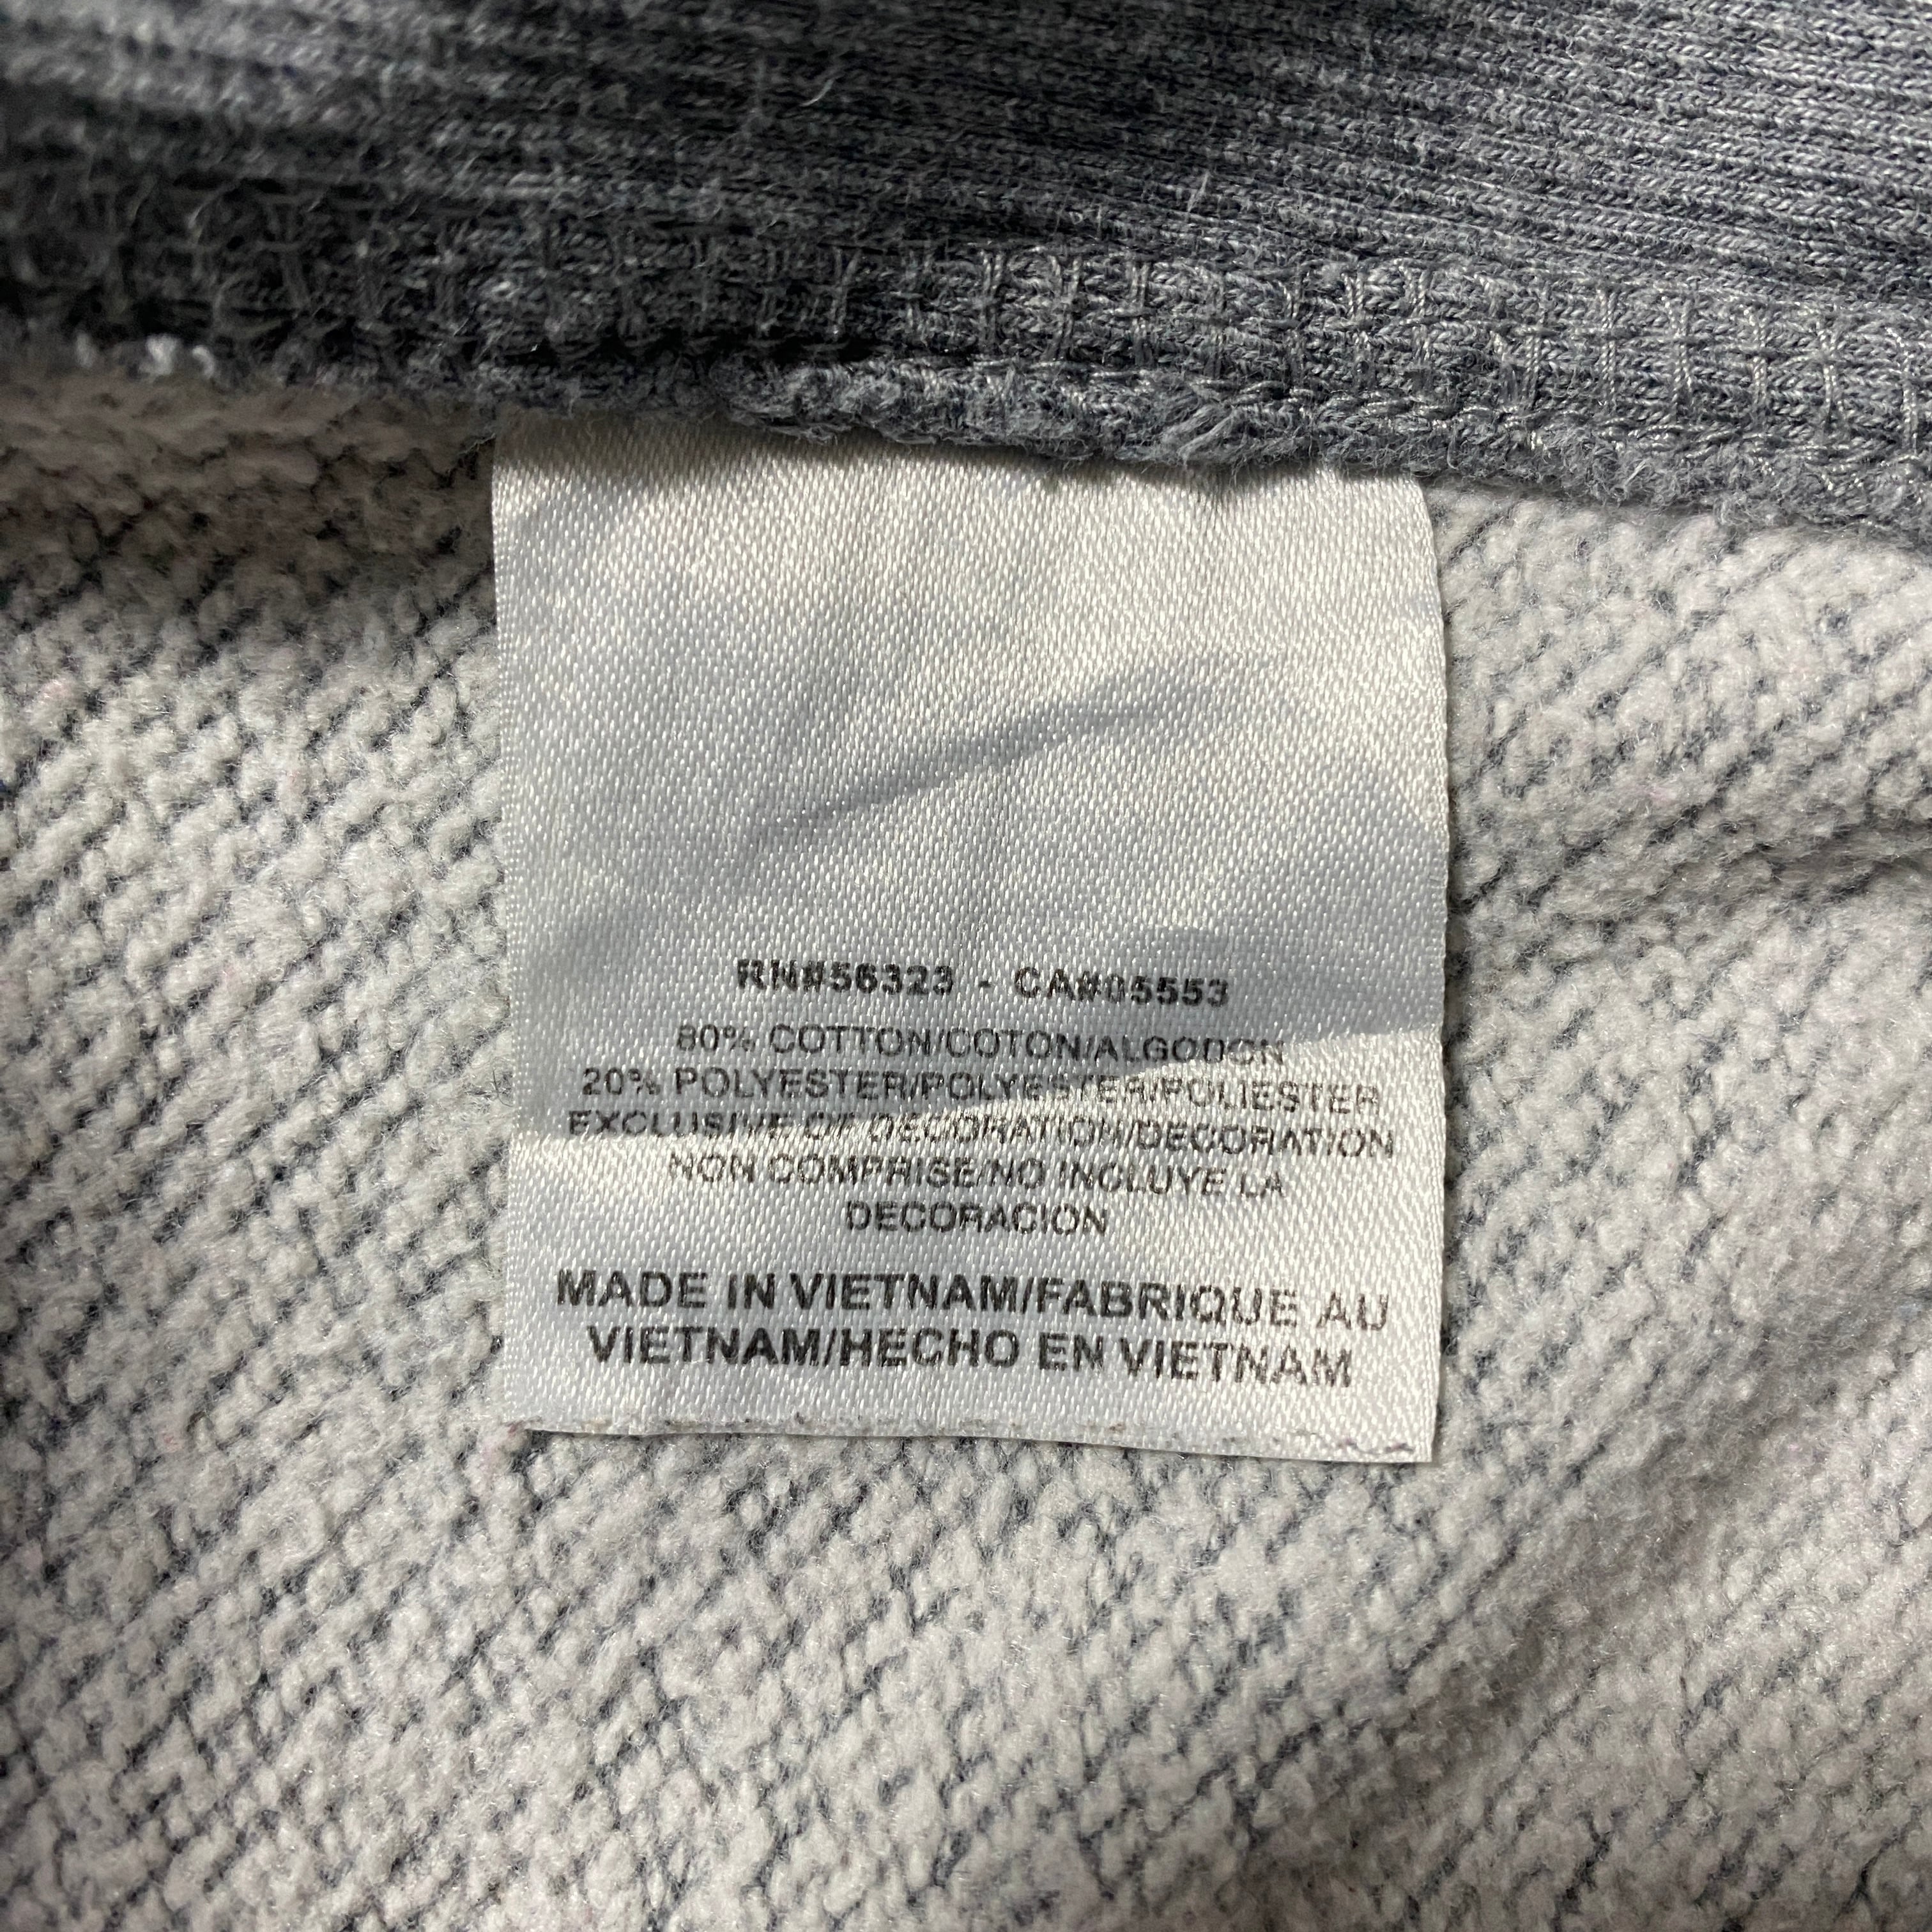 RN#56323 - CA#05553
80% COTTON/COTON/ALGODON
20% POLYESTER/POLYESTER/POLIESTER
EXCLUSIVE OF DECORATION/DECORATION
NON COMPRISE/NO INCLUYE LA
DECORACION
MADE IN VIETNAM/FABRIQUE AU
VIETNAM/HECHO EN VIETNAM